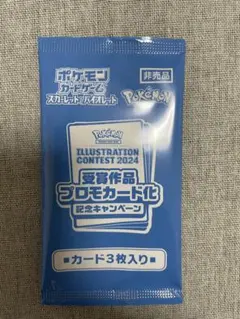 ポケモン
カードゲーム
スカーレット&バイオレット
非売品
POKÉMON
Pokémon
ILLUSTRATION
CONTEST 2024
受賞作品
プロモカード化
記念キャンペーン
■カード3枚入り■